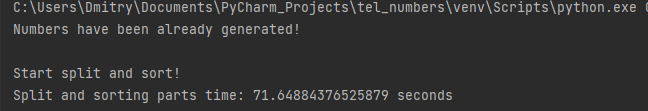 C:\Users\Dmitry\Documents\PyCharm_Projects\tel_numbers\venv\Scripts\python.exe
Numbers have been already generated!
Start split and sort!
Split and sorting parts time: 71.64884376525879 seconds